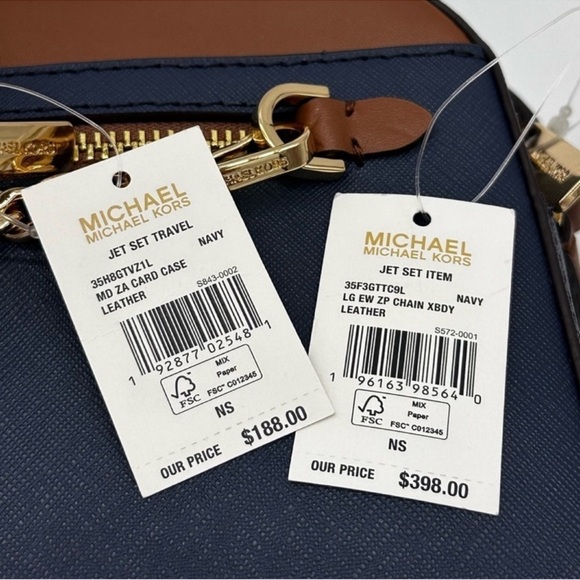 MICHAEL
MICHAEL KORS
JET SET TRAVEL
35H8GTVZ1L NAVY
MD ZA CARD CASE
LEATHER
S843-0002
1 92877 02548 1
FSC
MIX
Paper
FSC™ C012345
NS
OUR PRICE $188.00
MICHAEL
MICHAEL KORS
JET SET ITEM
35F3GTTC9L NAVY
LG EW ZP CHAIN XBDY
LEATHER
S572-0001
1 96163 98564 0
FSC
MIX
Paper
FSC™ C012345
NS
OUR PRICE $398.00